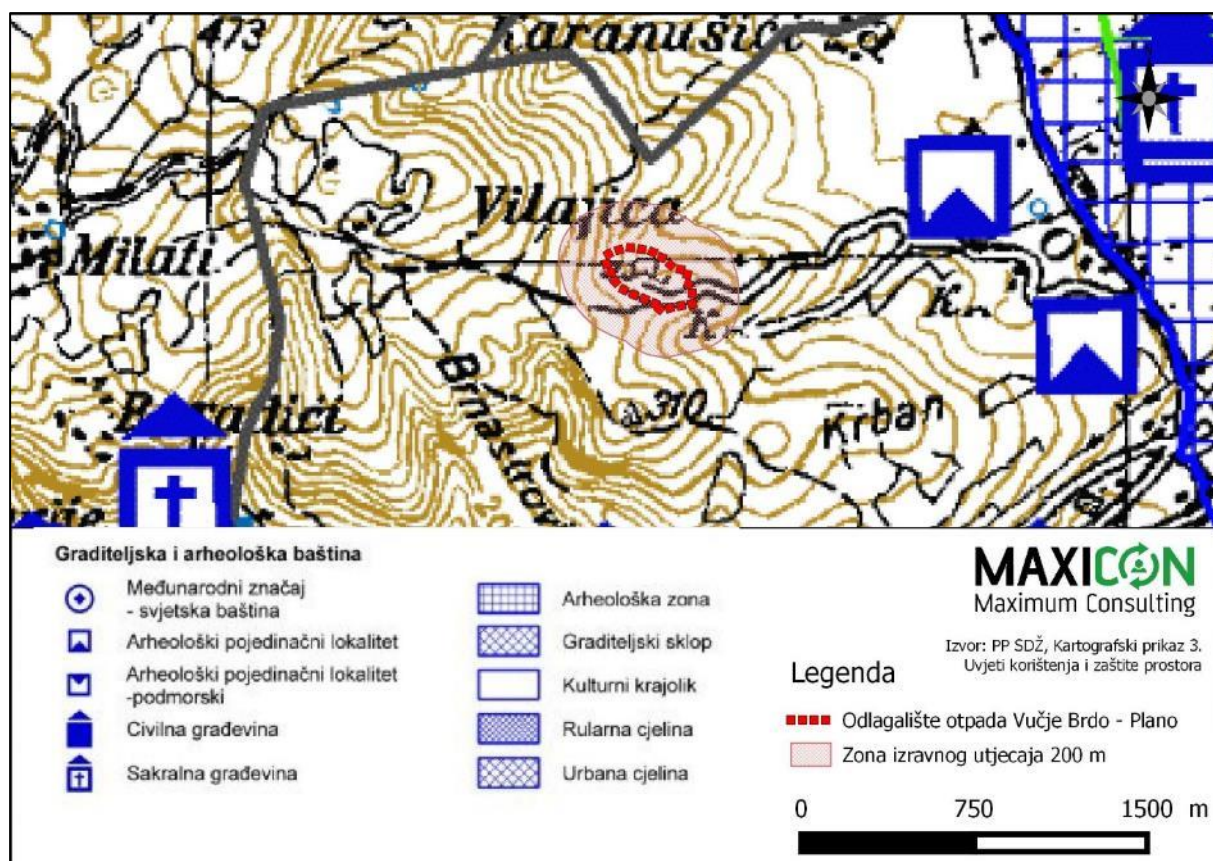 473
Vilajica
Milati
310
Krban
Graditeljska i arheološka baština
Međunarodni značaj
- svjetska baština
Arheološki pojedinačni lokalitet
Arheološki pojedinačni lokalitet
-podmorski
Civilna građevina
Sakralna građevina
Arheološka zona
Graditeljski sklop
Kulturni krajolik
Rularna cjelina
Urbana cjelina
MAXICON
Maximum Consulting
Izvor: PP SDŽ, Kartografski prikaz 3.
Uvjeti korištenja i zaštite prostora
Legenda
Odlagalište otpada Vučje Brdo - Plano
Zona izravnog utjecaja 200 m
0 750 1500 m